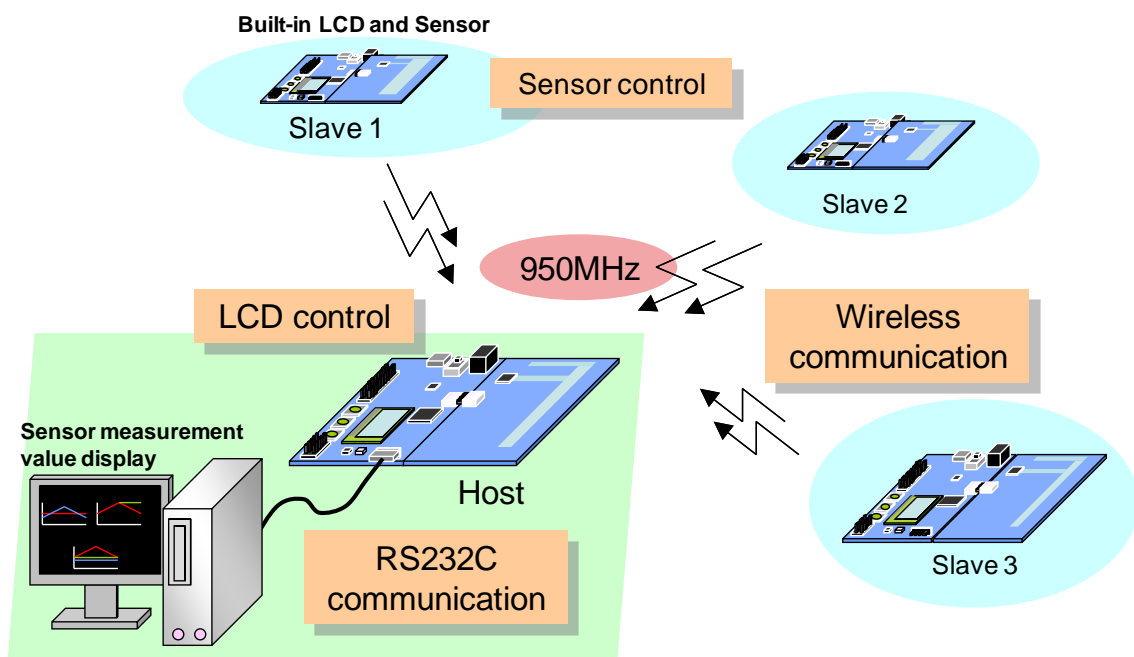 Built-in LCD and Sensor
Sensor control
Slave 1
Slave 2
950MHz
LCD control
Wireless
communication
Sensor measurement
value display
Host
Slave 3
RS232C
communication